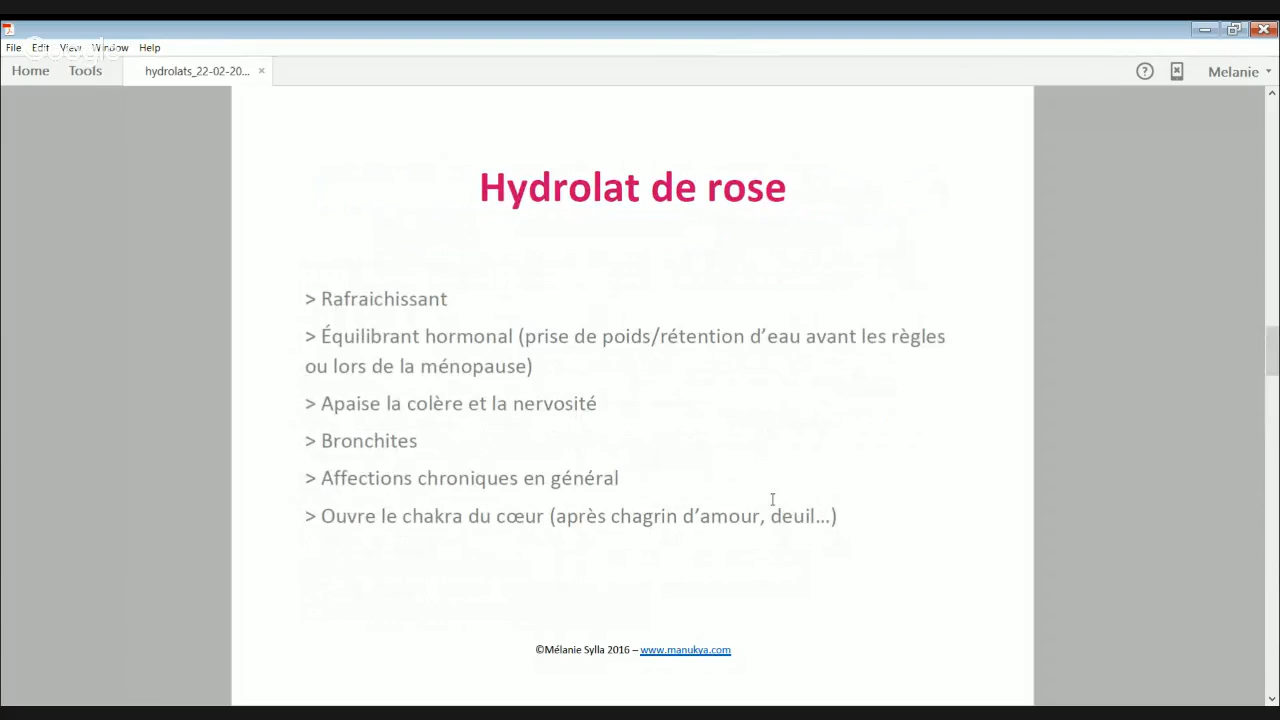 File Edit View Window Help
Home Tools hydrolats_22-02-20... × Melanie
Hydrolat de rose
> Rafraichissant
> Équilibrant hormonal (prise de poids/rétention d’eau avant les règles
ou lors de la ménopause)
> Apaise la colère et la nervosité
> Bronchites
> Affections chroniques en général
> Ouvre le chakra du cœur (après chagrin d’amour, deuil…)
©Mélanie Sylla 2016 – www.manukya.com